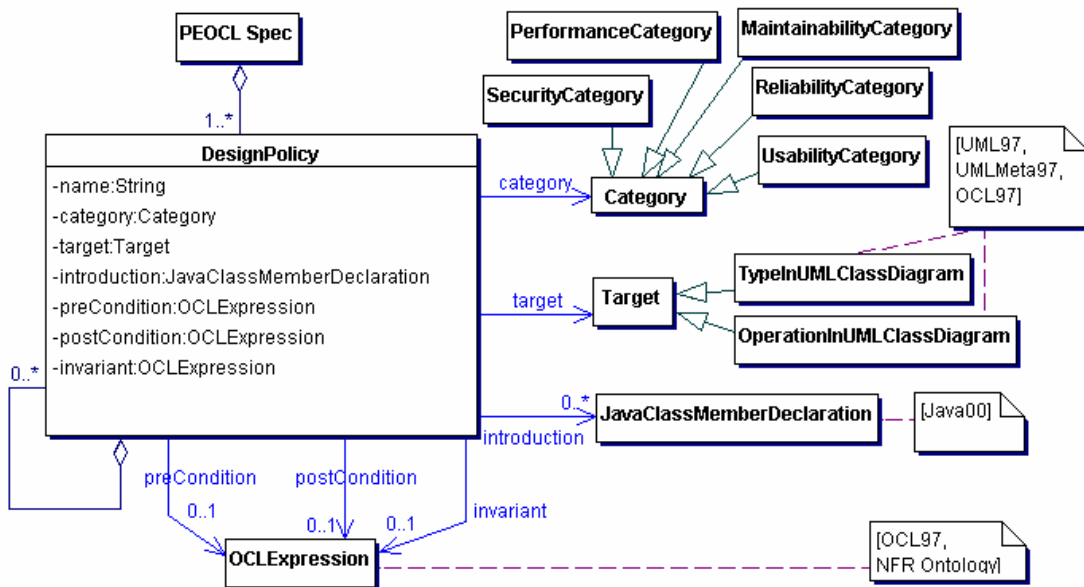 PEOCL Spec
1..*
DesignPolicy
-name:String
-category:Category
-target:Target
-introduction:JavaClassMemberDeclaration
-preCondition:OCLExpression
-postCondition:OCLExpression
-invariant:OCLExpression
0..*
PerformanceCategory
MaintainabilityCategory
SecurityCategory
ReliabilityCategory
UsabilityCategory
category
Category
[UML97,
UMLMeta97,
OCL97]
target
Target
TypeInUMLClassDiagram
OperationInUMLClassDiagram
0..*
introduction
JavaClassMemberDeclaration
[Java00]
preCondition
0..1
postCondition
0..1
invariant
0..1
OCLExpression
[OCL97,
NFR Ontology]